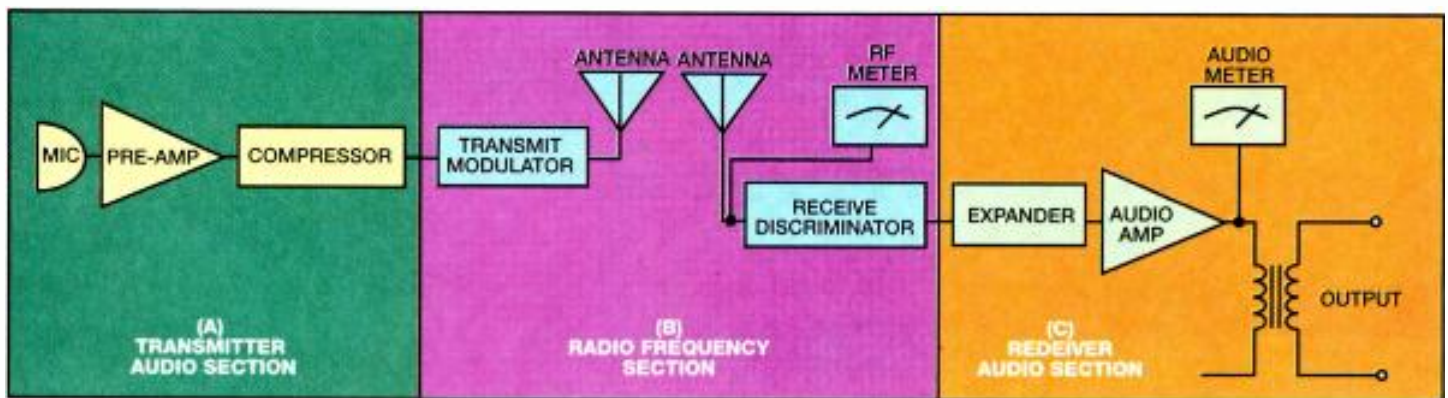 MIC
PRE-AMP
COMPRESSOR
(A)
TRANSMITTER
AUDIO SECTION
ANTENNA
ANTENNA
RF
METER
TRANSMIT
MODULATOR
RECEIVE
DISCRIMINATOR
(B)
RADIO FREQUENCY
SECTION
AUDIO
METER
EXPANDER
AUDIO
AMP
OUTPUT
(C)
REDEIVER
AUDIO SECTION